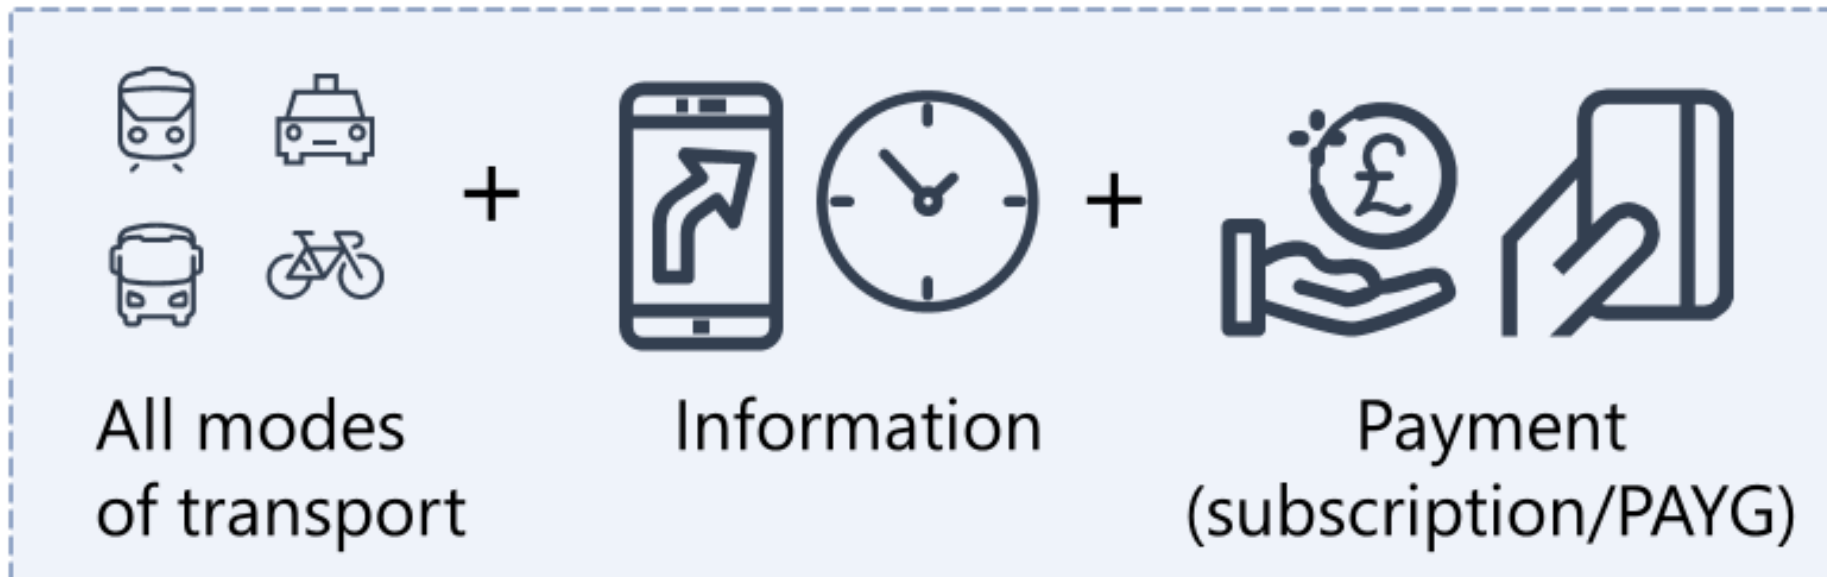 All modes
of transport
+
Information
+
£
Payment
(subscription/PAYG)